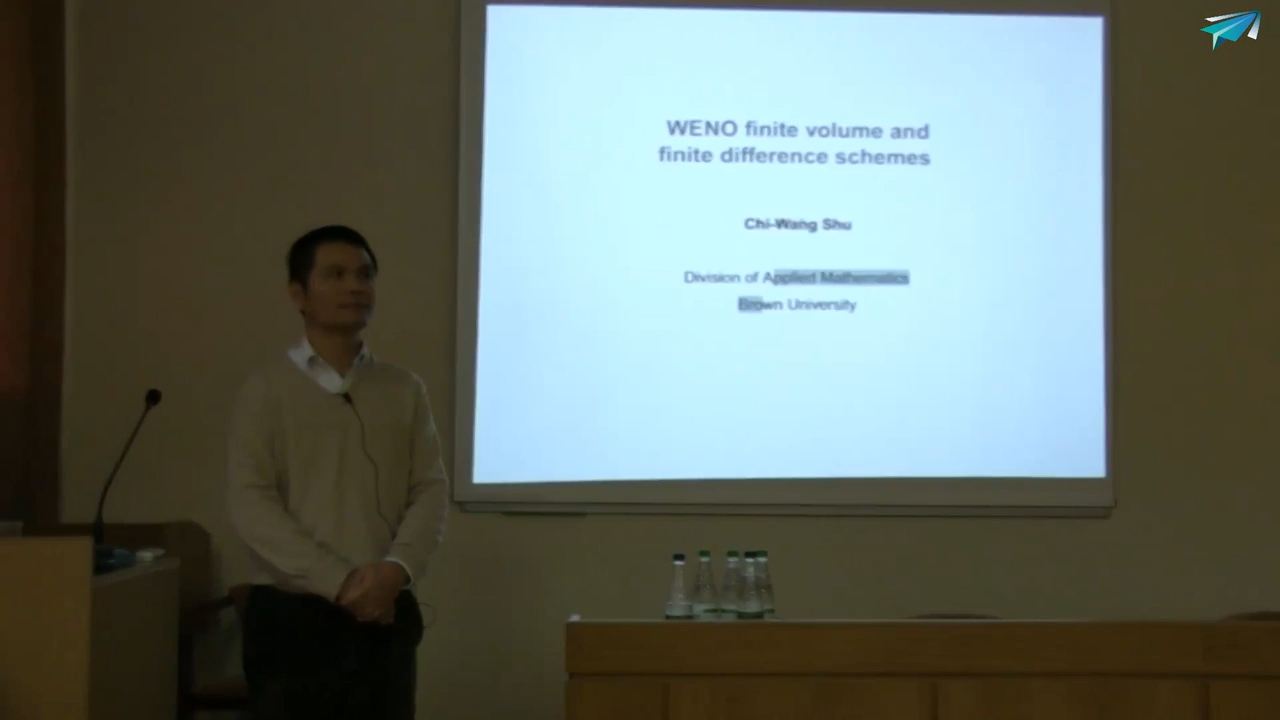 WENO finite volume and
finite difference schemes
Chi-Wang Shu
Division of Applied Mathematics
Brown University